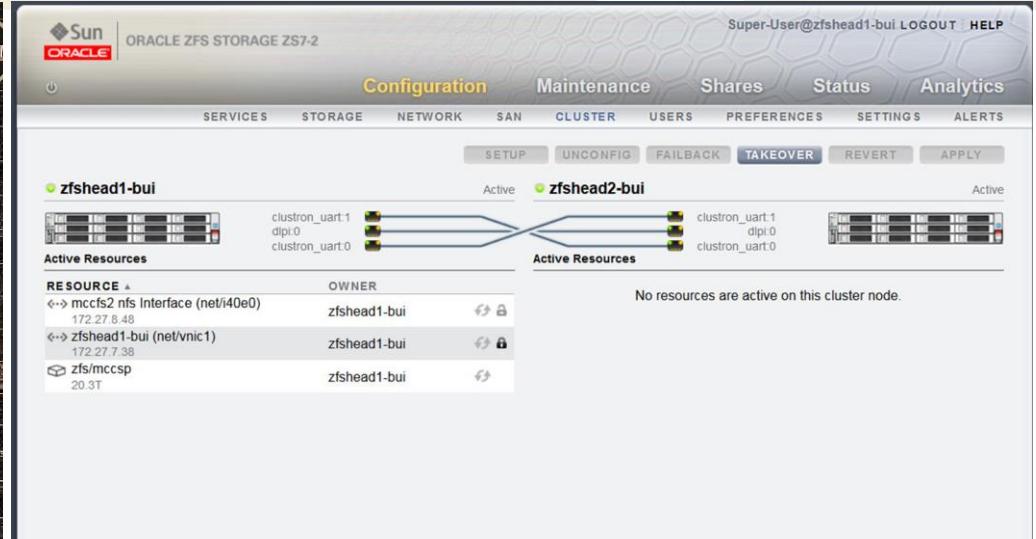 Sun
ORACLE
ORACLE ZFS STORAGE ZS7-2
Super-User@zfshead1-bui LOGOUT HELP
Configuration Maintenance Shares Status Analytics
SERVICES STORAGE NETWORK SAN CLUSTER USERS PREFERENCES SETTINGS ALERTS
SETUP UNCONFIG FAILBACK TAKEOVER REVERT APPLY
zfshead1-bui Active
clustron_uart:1
dlpi:0
clustron_uart:0
Active Resources
RESOURCE OWNER
mccfs2 nfs Interface (net/i40e0) zfshead1-bui
172.27.8.48
zfshead1-bui (net/vnic1) zfshead1-bui
172.27.7.38
zfs/mccsp zfshead1-bui
20.3T
zfshead2-bui Active
clustron_uart:1
dlpi:0
clustron_uart:0
Active Resources
No resources are active on this cluster node.